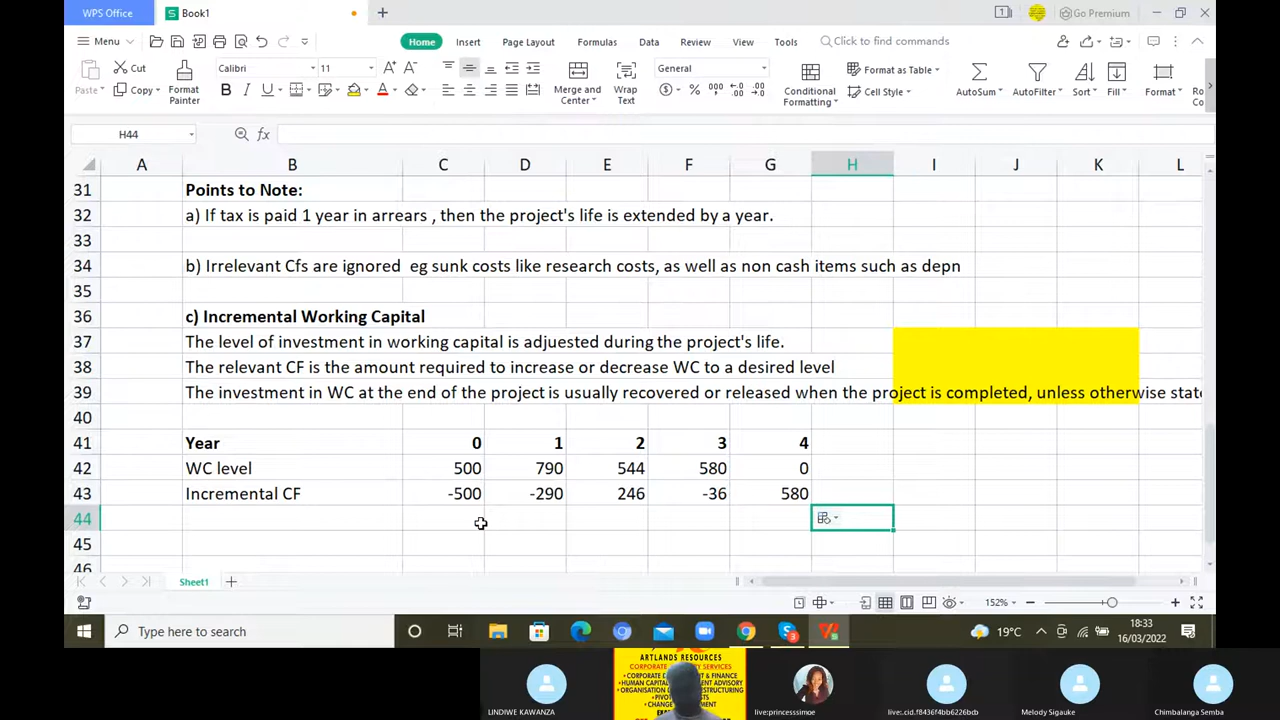 WPS Office
Book1
Go Premium
Menu
Home
Insert
Page Layout
Formulas
Data
Review
View
Tools
Click to find commands
Paste
Cut
Copy
Format Painter
Calibri
11
Merge and Center
Wrap Text
General
Conditional Formatting
Format as Table
Cell Style
AutoSum
AutoFilter
Sort
Fill
Format
H44
fx
A B C D E F G H I J K L
31 Points to Note:
32 a) If tax is paid 1 year in arrears , then the project's life is extended by a year.
33
34 b) Irrelevant Cfs are ignored eg sunk costs like research costs, as well as non cash items such as depn
35
36 c) Incremental Working Capital
37 The level of investment in working capital is adjuested during the project's life.
38 The relevant CF is the amount required to increase or decrease WC to a desired level
39 The investment in WC at the end of the project is usually recovered or released when the project is completed, unless otherwise state
40
41 Year 0 1 2 3 4
42 WC level 500 790 544 580 0
43 Incremental CF -500 -290 246 -36 580
44
45
46
Sheet1
152%
Type here to search
19°C
18:33
16/03/2022
ARTLANDS RESOURCES
LINDIWE KAWANZA
live:princesssimoe
live:.cid.f8436f4bb6226bcb
Melody Sigauke
Chimbalanga Semba